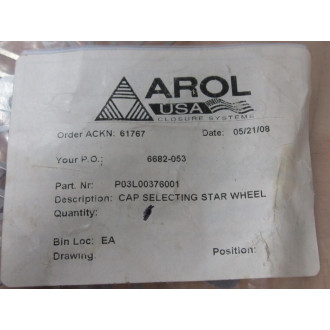 AROL
USA
CLOSURE SYSTEMS
Order ACKN: 61767 Date: 05/21/08
Your P.O.: 6682-053
Part. Nr: P03L00376001
Description: CAP SELECTING STAR WHEEL
Quantity:
Bin Loc: EA
Drawing Position: